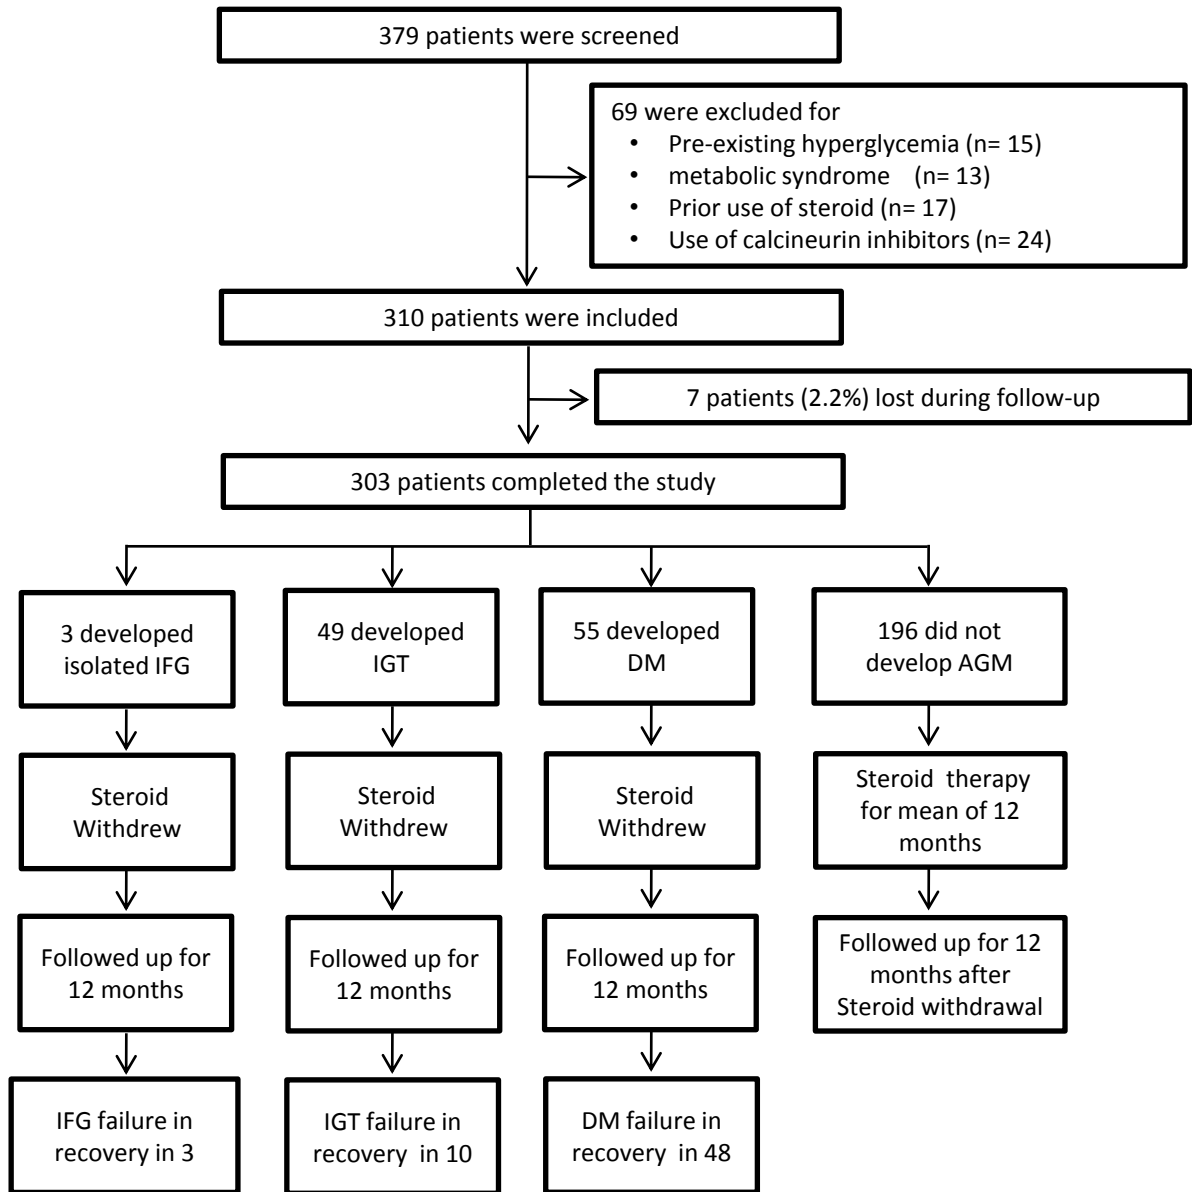 379 patients were screened
69 were excluded for
• Pre-existing hyperglycemia (n= 15)
• metabolic syndrome (n= 13)
• Prior use of steroid (n= 17)
• Use of calcineurin inhibitors (n= 24)
310 patients were included
7 patients (2.2%) lost during follow-up
303 patients completed the study
3 developed
isolated IFG
49 developed
IGT
55 developed
DM
196 did not
develop AGM
Steroid
Withdrew
Steroid
Withdrew
Steroid
Withdrew
Steroid therapy
for mean of 12
months
Followed up for
12 months
Followed up for
12 months
Followed up for
12 months
Followed up for 12
months after
Steroid withdrawal
IFG failure in
recovery in 3
IGT failure in
recovery in 10
DM failure in
recovery in 48